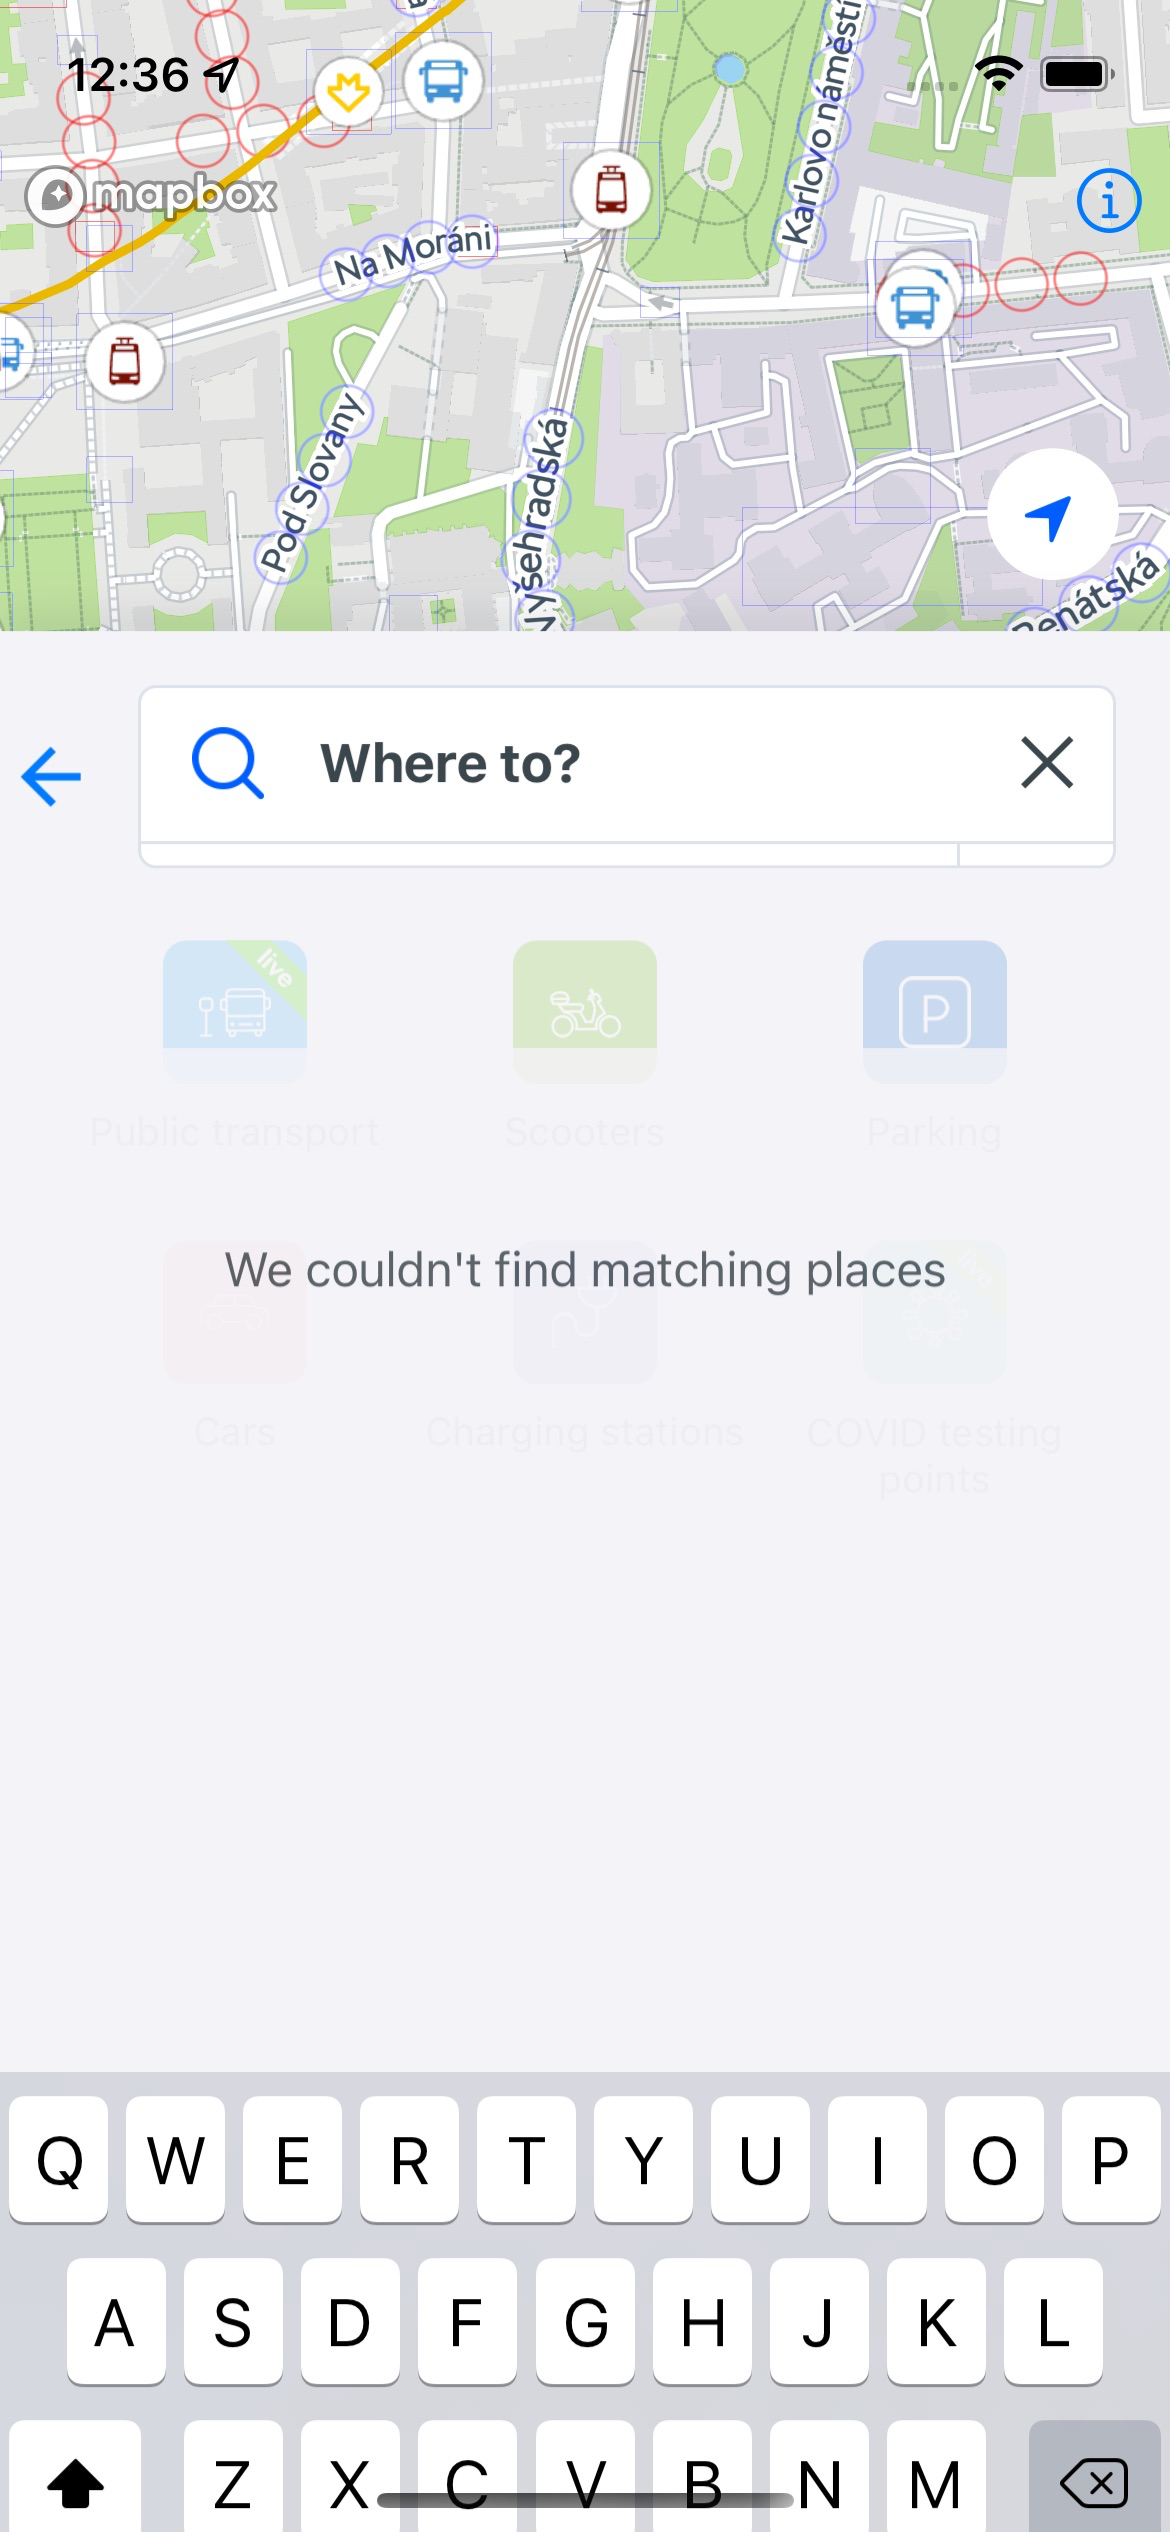 12:36
mapbox
Karlovo náměstí
Na Moráni
Pod Slovany
Vyšehradská
Benátská
Where to?
live
P
Public transport
Scooters
Parking
We couldn't find matching places
live
Cars
Charging stations
COVID testing
points
Q W E R T Y U I O P
A S D F G H J K L
Z X C V B N M